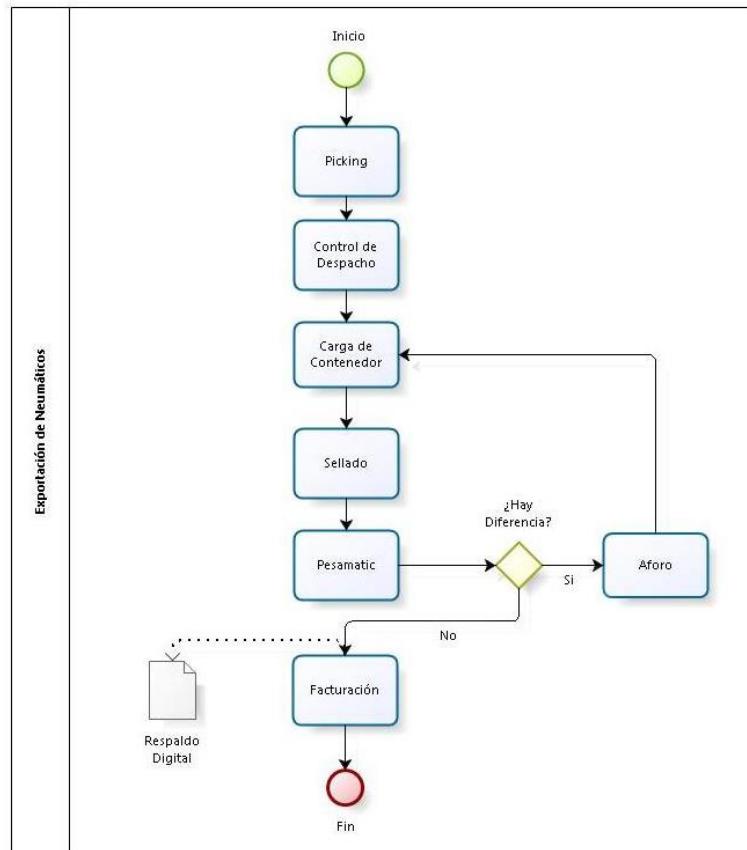 Exportación de Neumáticos
Inicio
Picking
Control de
Despacho
Carga de
Contenedor
Sellado
Pesamatic
¿Hay
Diferencia?
Si
Aforo
No
Facturación
Respaldo
Digital
Fin